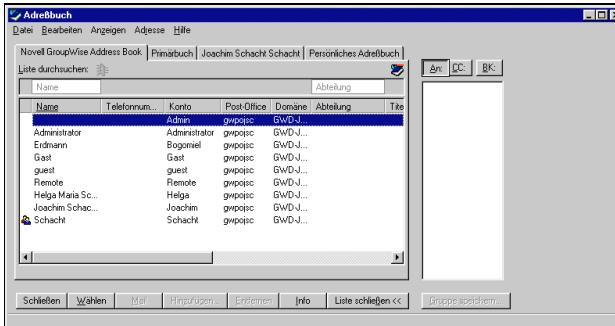 Adreßbuch
Datei Bearbeiten Anzeigen Adresse Hilfe
Novell GroupWise Address Book Primärbuch Joachim Schacht Schacht Persönliches Adreßbuch
Liste durchsuchen:
An: CC: BK:
Name Abteilung
Name Telefonnum... Konto Post-Office Domäne Abteilung Tite
Admin gwpojsc GWD-J...
Administrator Administrator gwpojsc GWD-J...
Erdmann Bogomiel gwpojsc GWD-J...
Gast Gast gwpojsc GWD-J...
guest guest gwpojsc GWD-J...
Remote Remote gwpojsc GWD-J...
Helga Maria Sc... Helga gwpojsc GWD-J...
Joachim Schac... Joachim gwpojsc GWD-J...
Schacht Schacht gwpojsc GWD-J...
Schließen Wählen Mail Hinzufügen... Entfernen Info Liste schließen << Gruppe speichern...